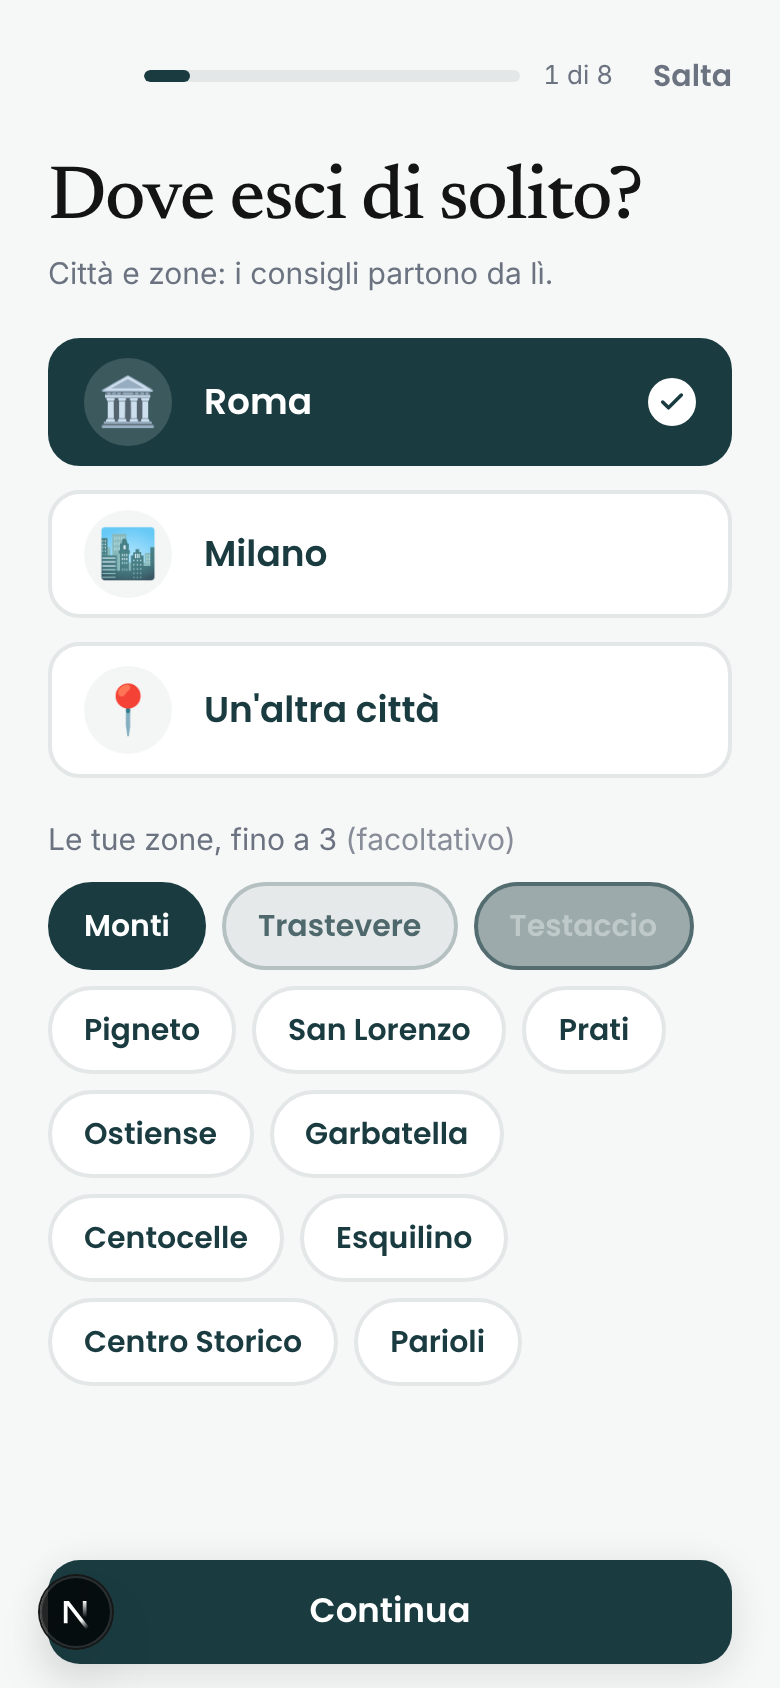 1 di 8 Salta
Dove esci di solito?
Città e zone: i consigli partono da lì.
Roma
Milano
Un'altra città
Le tue zone, fino a 3 (facoltativo)
Monti Trastevere Testaccio
Pigneto San Lorenzo Prati
Ostiense Garbatella
Centocelle Esquilino
Centro Storico Parioli
N Continua